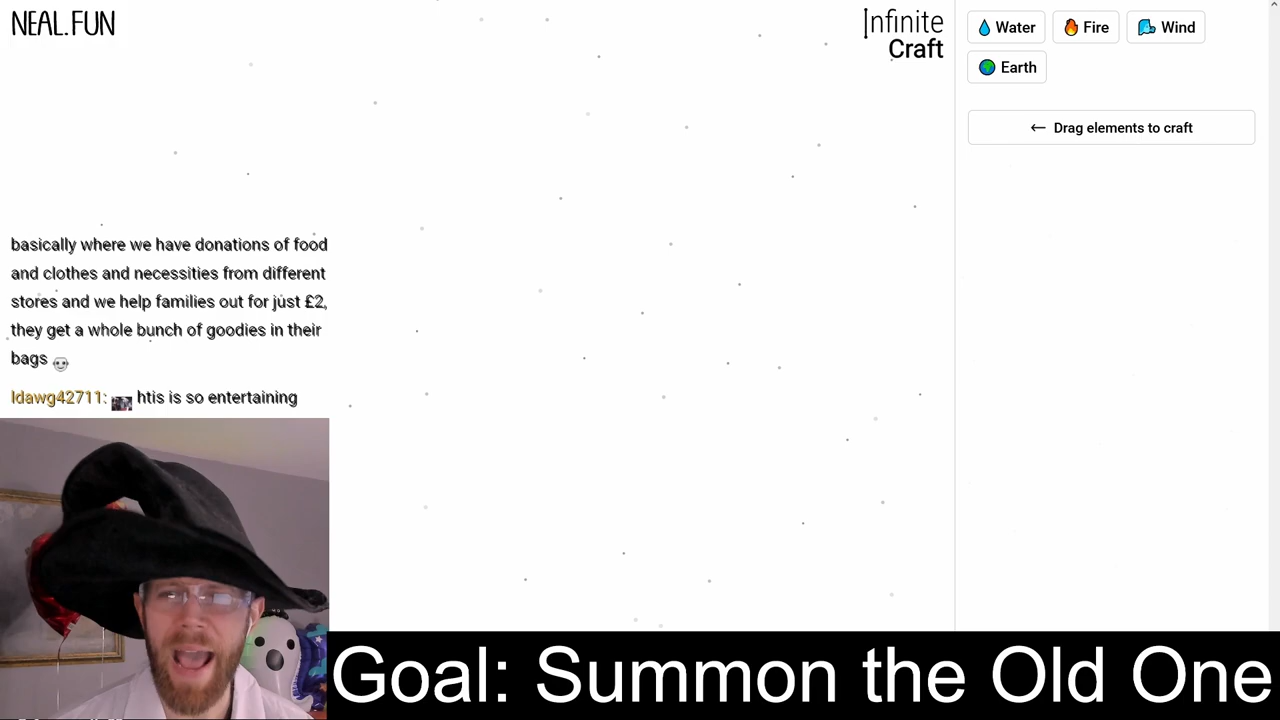 NEAL.FUN
Infinite
Craft
Water
Fire
Wind
Earth
← Drag elements to craft
basically where we have donations of food
and clothes and necessities from different
stores and we help families out for just £2,
they get a whole bunch of goodies in their
bags
ldawg42711: htis is so entertaining
Goal: Summon the Old One